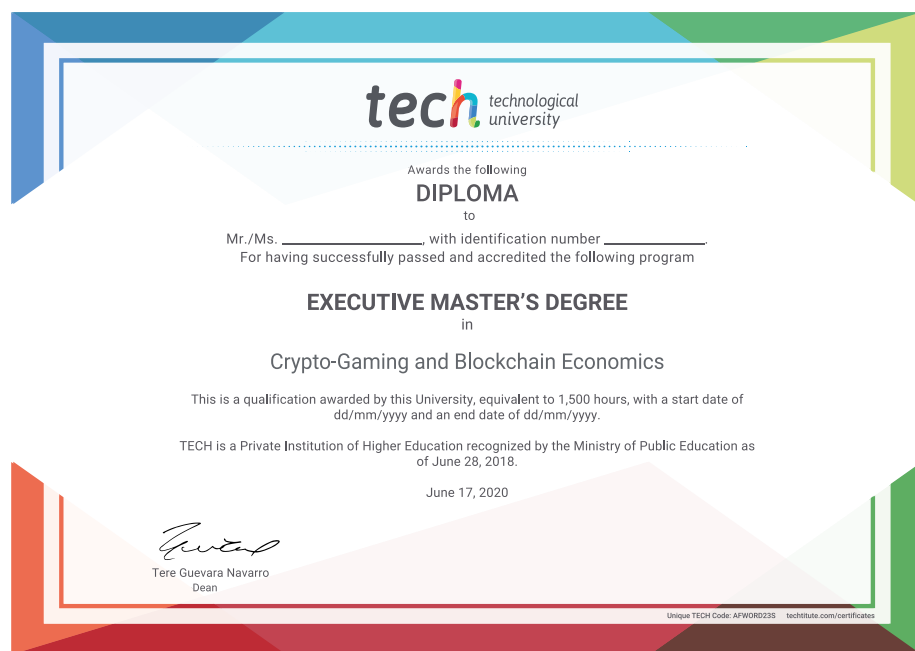 tech technological
university
Awards the following
DIPLOMA
to
Mr./Ms. ____________________, with identification number ______________.
For having successfully passed and accredited the following program
EXECUTIVE MASTER'S DEGREE
in
Crypto-Gaming and Blockchain Economics
This is a qualification awarded by this University, equivalent to 1,500 hours, with a start date of
dd/mm/yyyy and an end date of dd/mm/yyyy.
TECH is a Private Institution of Higher Education recognized by the Ministry of Public Education as
of June 28, 2018.
June 17, 2020
Tere Guevara Navarro
Dean
Unique TECH Code: AFWORD23S techtitute.com/certificates